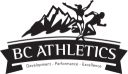 BC ATHLETICS
Development - Performance - Excellence